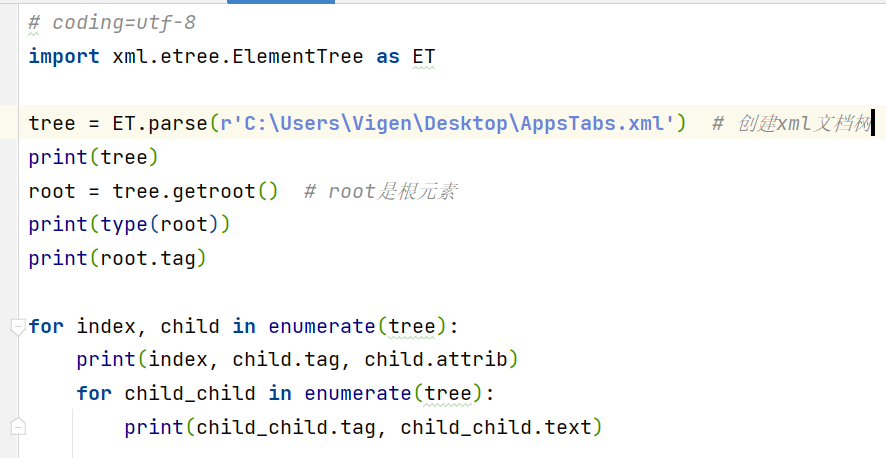 # coding=utf-8
import xml.etree.ElementTree as ET
tree = ET.parse(r'C:\Users\Vigen\Desktop\AppsTabs.xml')  # 创建xml文档树
print(tree)
root = tree.getroot()  # root是根元素
print(type(root))
print(root.tag)
for index, child in enumerate(tree):
    print(index, child.tag, child.attrib)
    for child_child in enumerate(tree):
        print(child_child.tag, child_child.text)